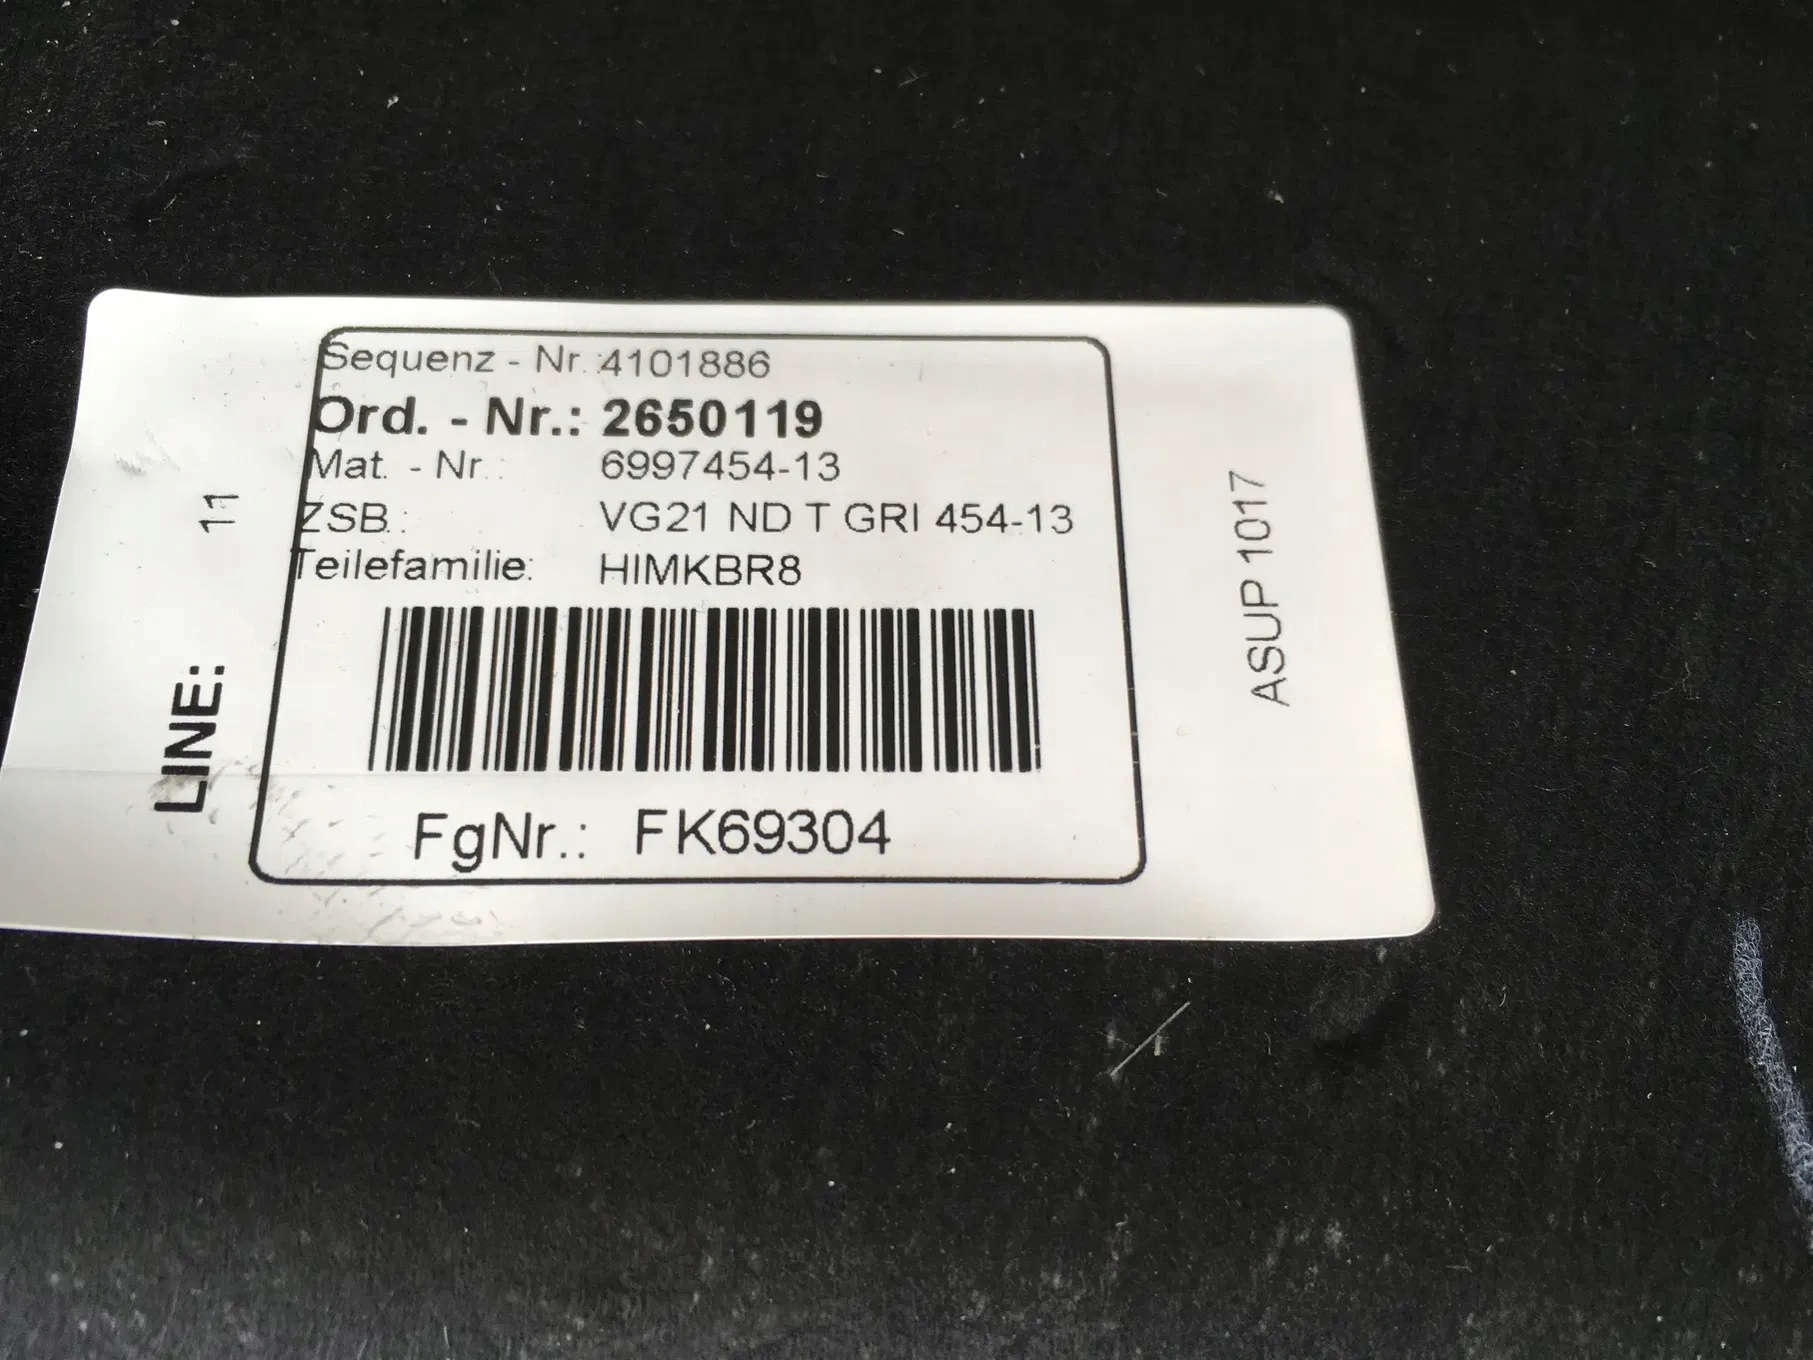 Sequenz - Nr.:4101886
Ord. - Nr.: 2650119
Mat. - Nr.: 6997454-13
ZSB.: VG21 ND T GRI 454-13
Teilefamilie: HIMKBR8
FgNr.: FK69304
LINE: 11
ASUP 1017